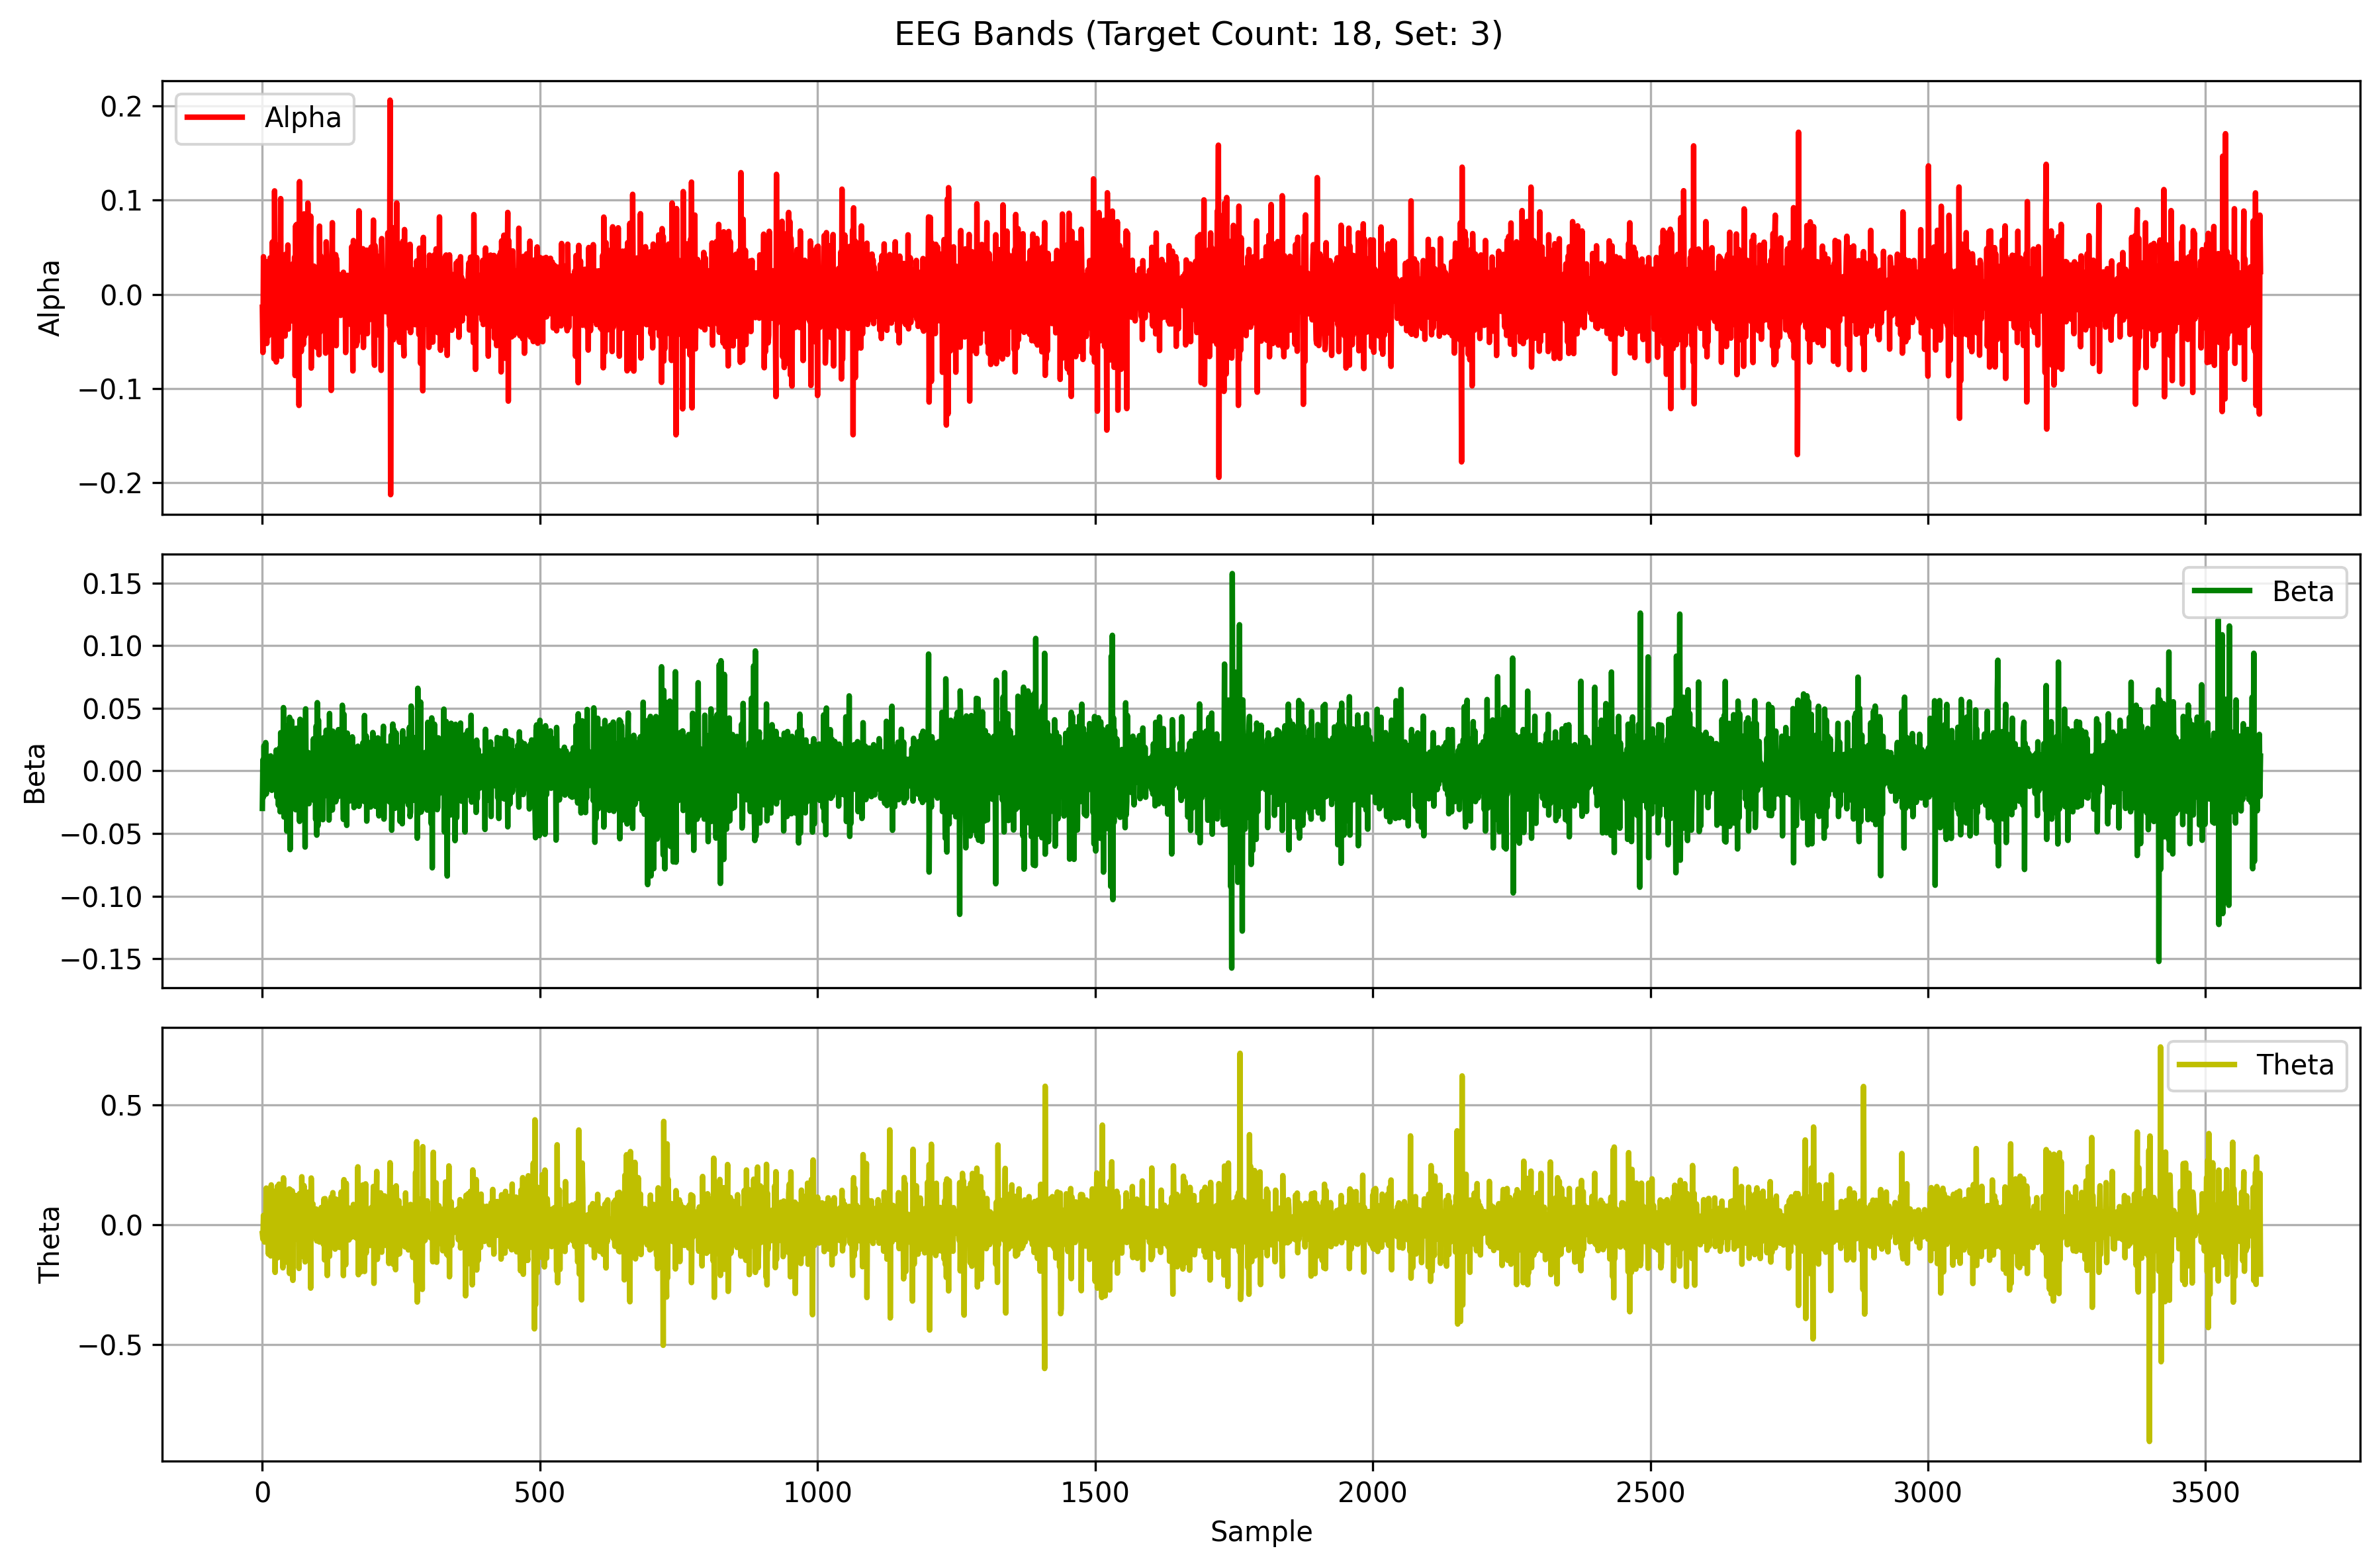 EEG Bands (Target Count: 18, Set: 3)
Alpha
0.2
0.1
0.0
−0.1
−0.2
Alpha
Beta
0.15
0.10
0.05
0.00
−0.05
−0.10
−0.15
Beta
Theta
0.5
0.0
−0.5
Theta
0 500 1000 1500 2000 2500 3000 3500
Sample